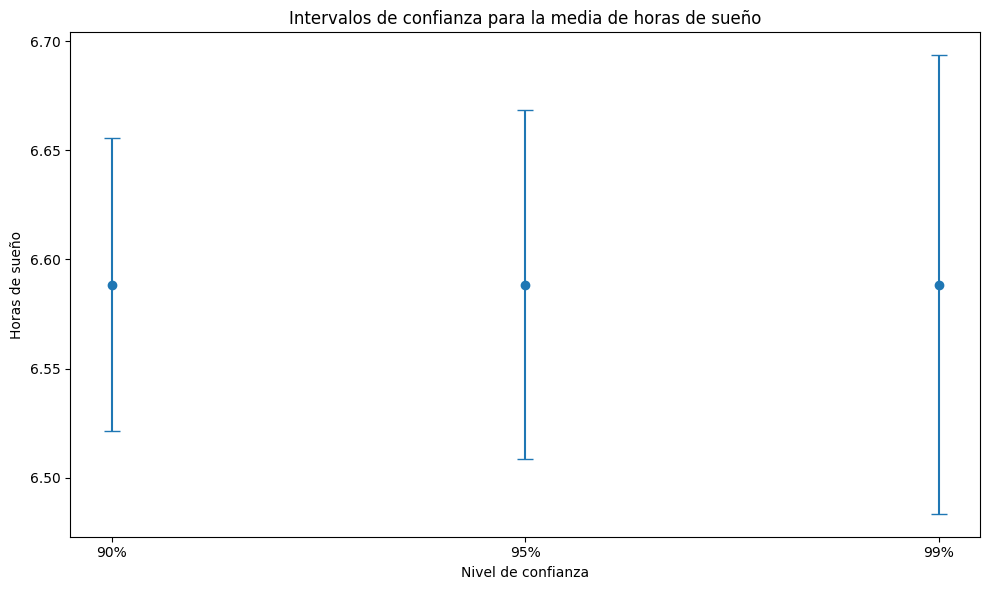 Intervalos de confianza para la media de horas de sueño
6.70
6.65
6.60
6.55
6.50
Horas de sueño
90%
95%
99%
Nivel de confianza